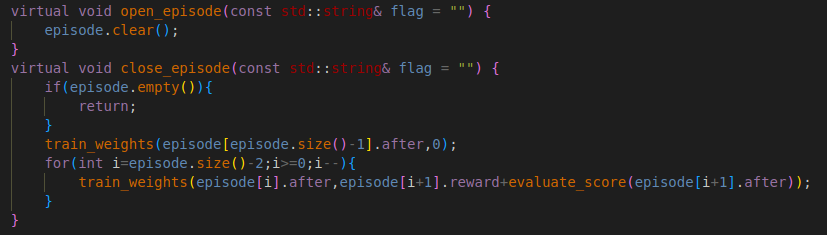 virtual void open_episode(const std::string& flag = "") {
    episode.clear();
}
virtual void close_episode(const std::string& flag = "") {
    if(episode.empty()){
        return;
    }
    train_weights(episode[episode.size()-1].after,0);
    for(int i=episode.size()-2;i>=0;i--){
        train_weights(episode[i].after,episode[i+1].reward+evaluate_score(episode[i+1].after));
    }
}